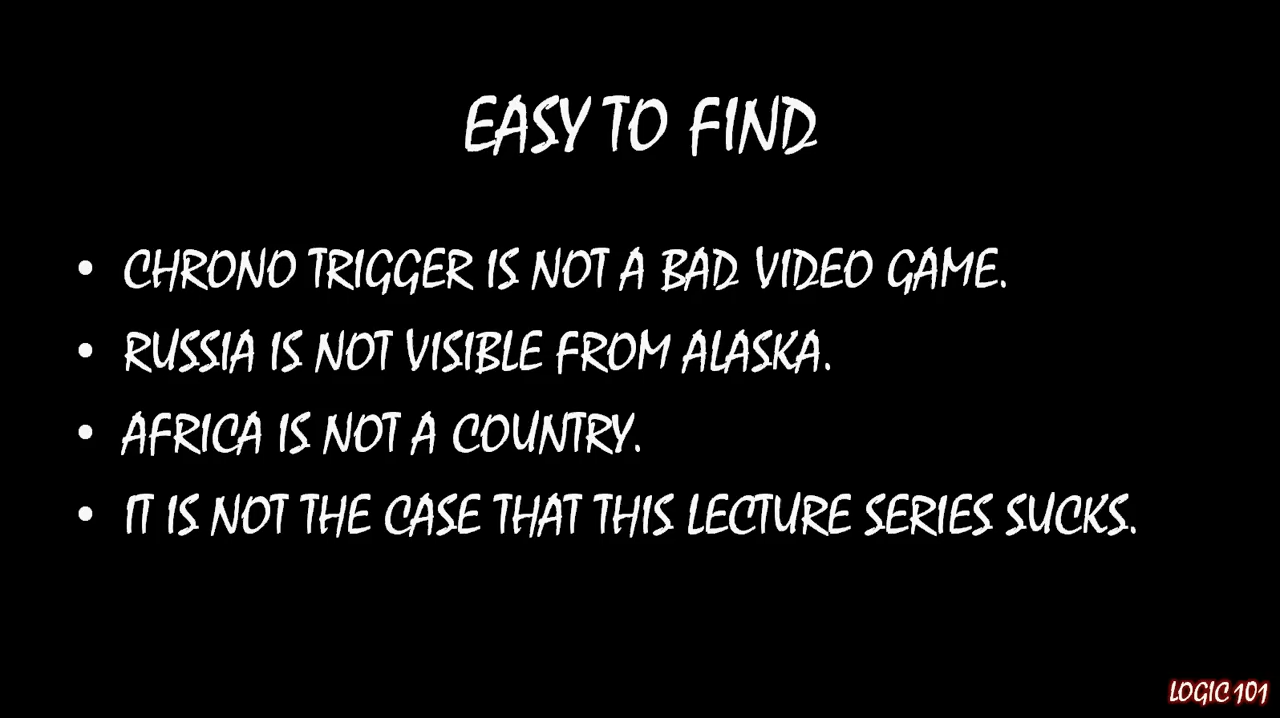 EASY TO FIND
• CHRONO TRIGGER IS NOT A BAD VIDEO GAME.
• RUSSIA IS NOT VISIBLE FROM ALASKA.
• AFRICA IS NOT A COUNTRY.
• IT IS NOT THE CASE THAT THIS LECTURE SERIES SUCKS.
LOGIC 101